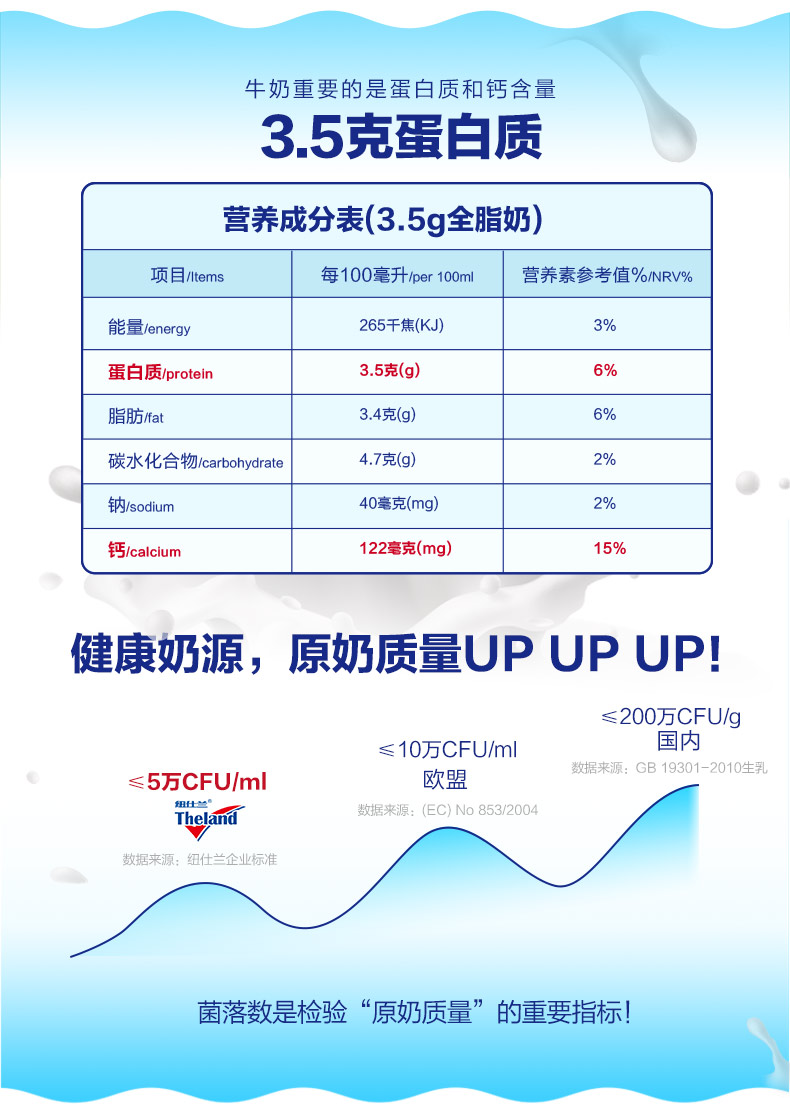 牛奶重要的是蛋白质和钙含量
3.5克蛋白质
营养成分表(3.5g全脂奶)
项目/Items 每100毫升/per 100ml 营养素参考值%/NRV%
能量/energy 265千焦(KJ) 3%
蛋白质/protein 3.5克(g) 6%
脂肪/fat 3.4克(g) 6%
碳水化合物/carbohydrate 4.7克(g) 2%
钠/sodium 40毫克(mg) 2%
钙/calcium 122毫克(mg) 15%
健康奶源，原奶质量UP UP UP!
≤200万CFU/g
国内
数据来源：GB 19301-2010生乳
≤10万CFU/ml
欧盟
数据来源：(EC) No 853/2004
≤5万CFU/ml
纽仕兰®
Theland
数据来源：纽仕兰企业标准
菌落数是检验“原奶质量”的重要指标！